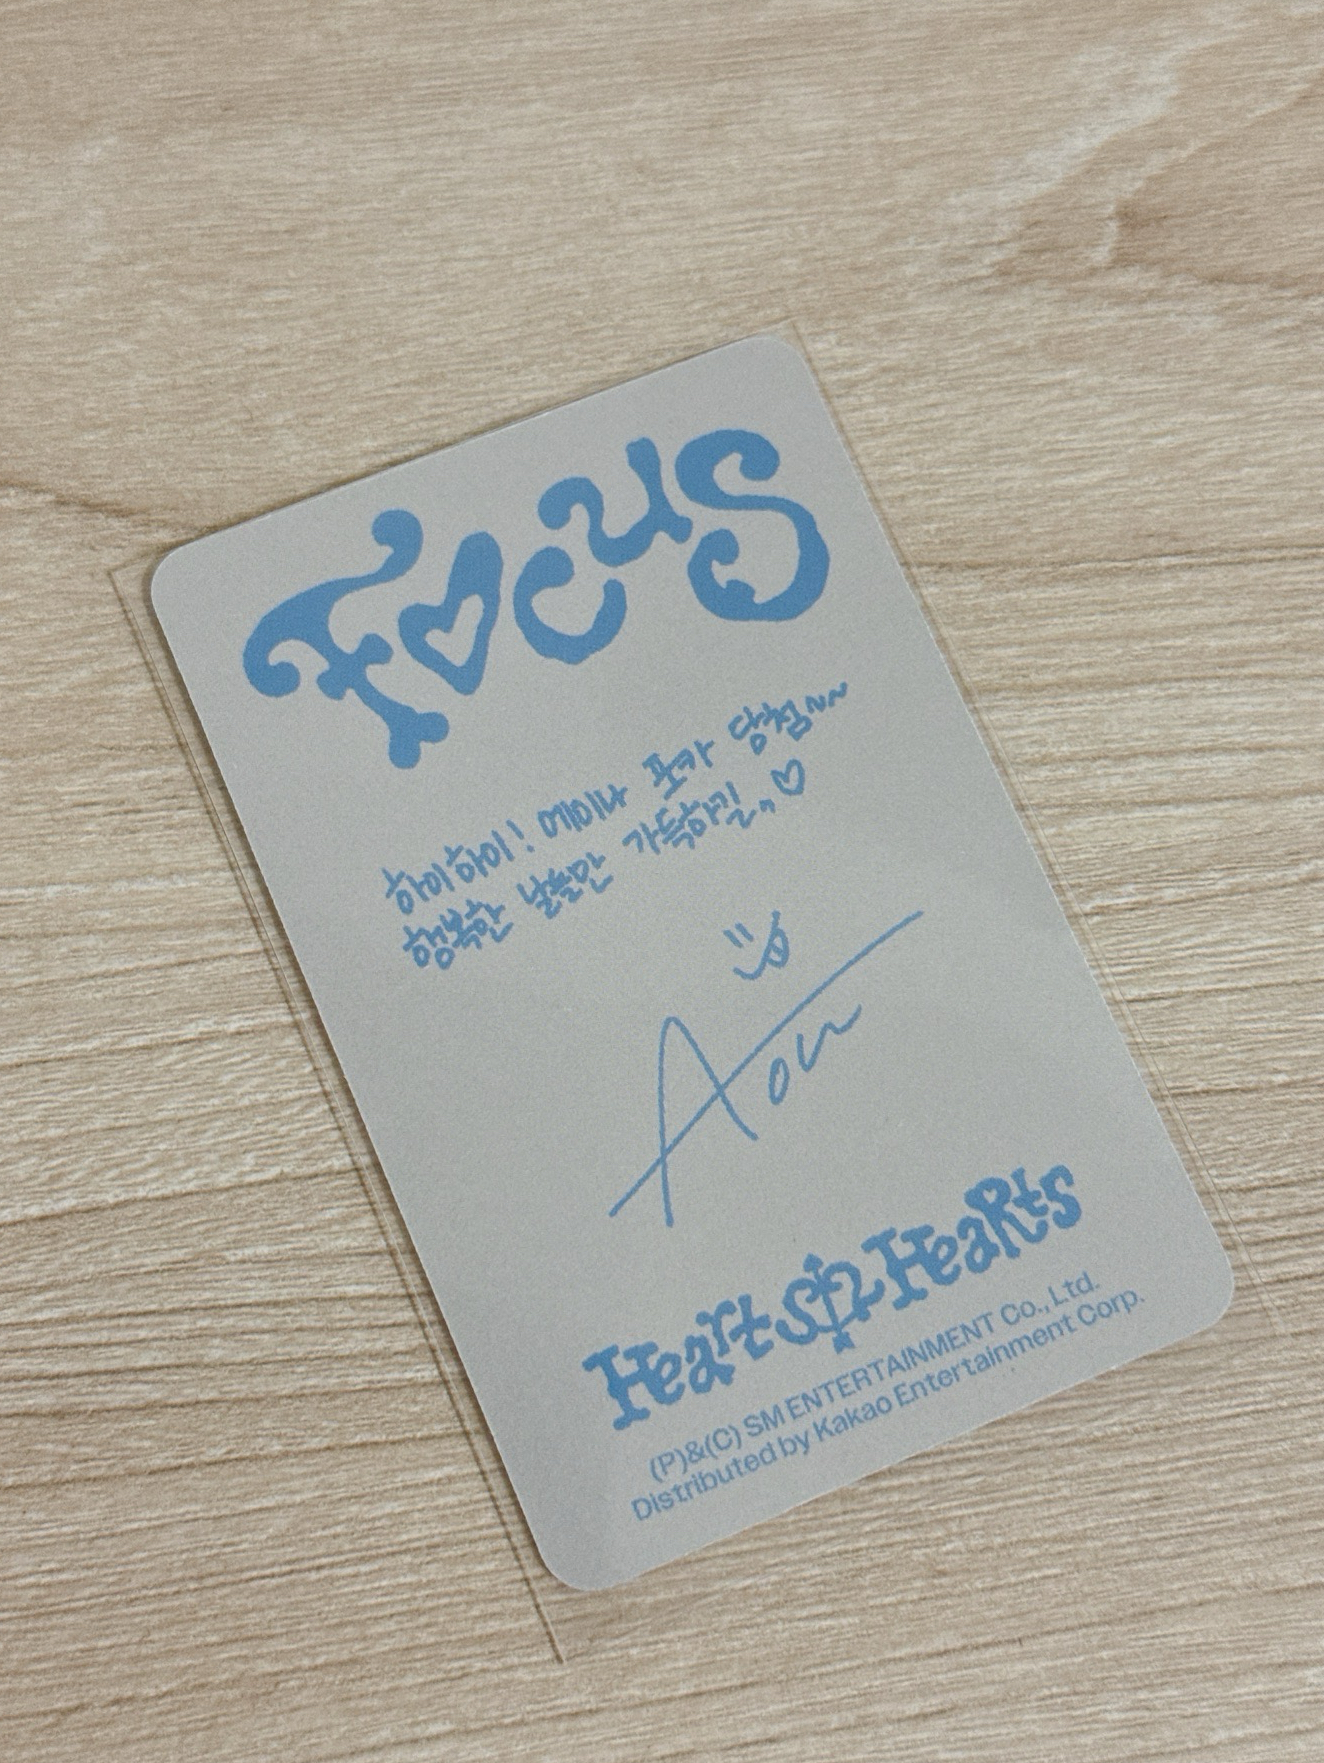 Focus
하이하이! 에이나 포카 당첨~~
행복한 날들만 가득하길〃♡
Hearts2Hearts
(P)&(C) SM ENTERTAINMENT Co., Ltd.
Distributed by Kakao Entertainment Corp.